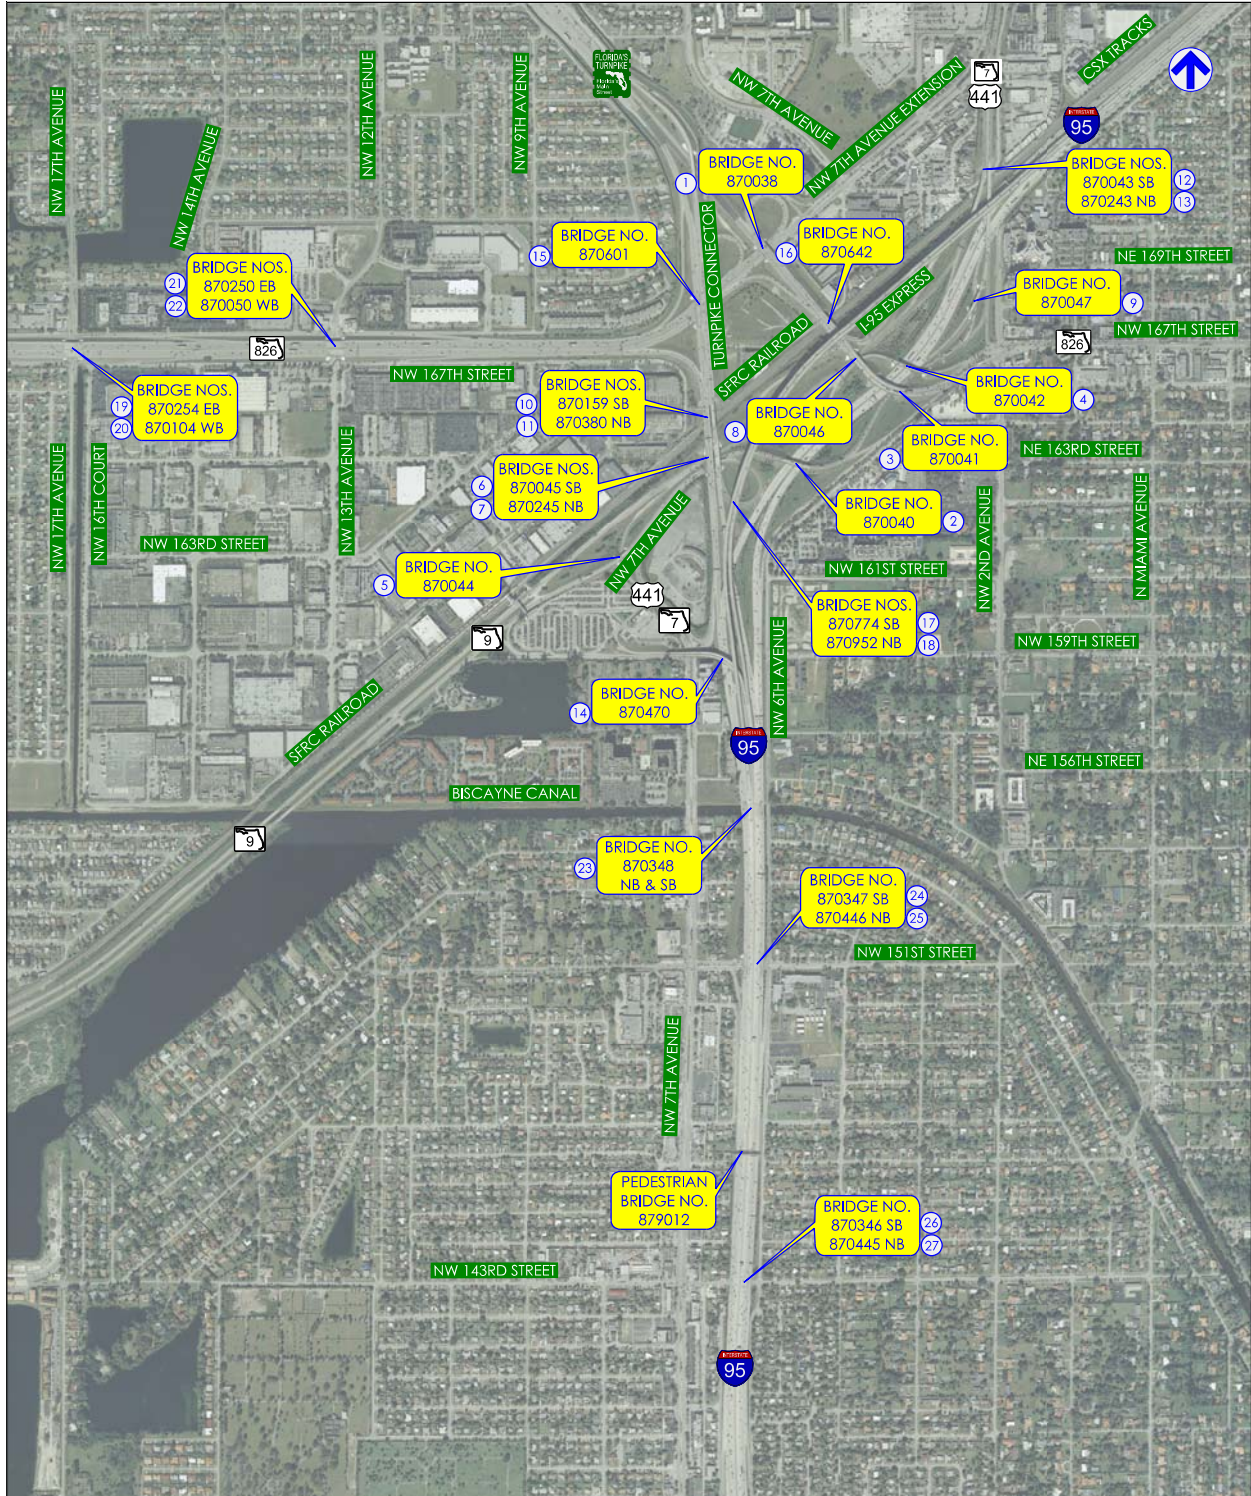 FLORIDA'S
TURNPIKE
Florida's
Main
Street
CSX TRACKS
NW 17TH AVENUE
NW 12TH AVENUE
NW 9TH AVENUE
NW 7TH AVENUE
NW 7TH AVENUE EXTENSION
7
441
INTERSTATE
95
NW 14TH AVENUE
1
BRIDGE NO.
870038
BRIDGE NOS.
870043 SB
870243 NB
12
13
15
BRIDGE NO.
870601
16
BRIDGE NO.
870642
NE 169TH STREET
21
22
BRIDGE NOS.
870250 EB
870050 WB
TURNPIKE CONNECTOR
I-95 EXPRESS
BRIDGE NO.
870047
9
NW 167TH STREET
826
826
SFRC RAILROAD
NW 167TH STREET
19
20
BRIDGE NOS.
870254 EB
870104 WB
10
11
BRIDGE NOS.
870159 SB
870380 NB
8
BRIDGE NO.
870046
BRIDGE NO.
870042
4
3
BRIDGE NO.
870041
NE 163RD STREET
NW 17TH AVENUE
NW 16TH COURT
NW 13TH AVENUE
6
7
BRIDGE NOS.
870045 SB
870245 NB
BRIDGE NO.
870040
2
NW 2ND AVENUE
N MIAMI AVENUE
NW 163RD STREET
NW 7TH AVENUE
5
BRIDGE NO.
870044
NW 161ST STREET
441
7
9
BRIDGE NOS.
870774 SB
870952 NB
17
18
NW 159TH STREET
NW 6TH AVENUE
SFRC RAILROAD
14
BRIDGE NO.
870470
INTERSTATE
95
NE 156TH STREET
BISCAYNE CANAL
9
23
BRIDGE NO.
870348
NB & SB
BRIDGE NO.
870347 SB
870446 NB
24
25
NW 151ST STREET
NW 7TH AVENUE
PEDESTRIAN
BRIDGE NO.
879012
BRIDGE NO.
870346 SB
870445 NB
26
27
NW 143RD STREET
INTERSTATE
95